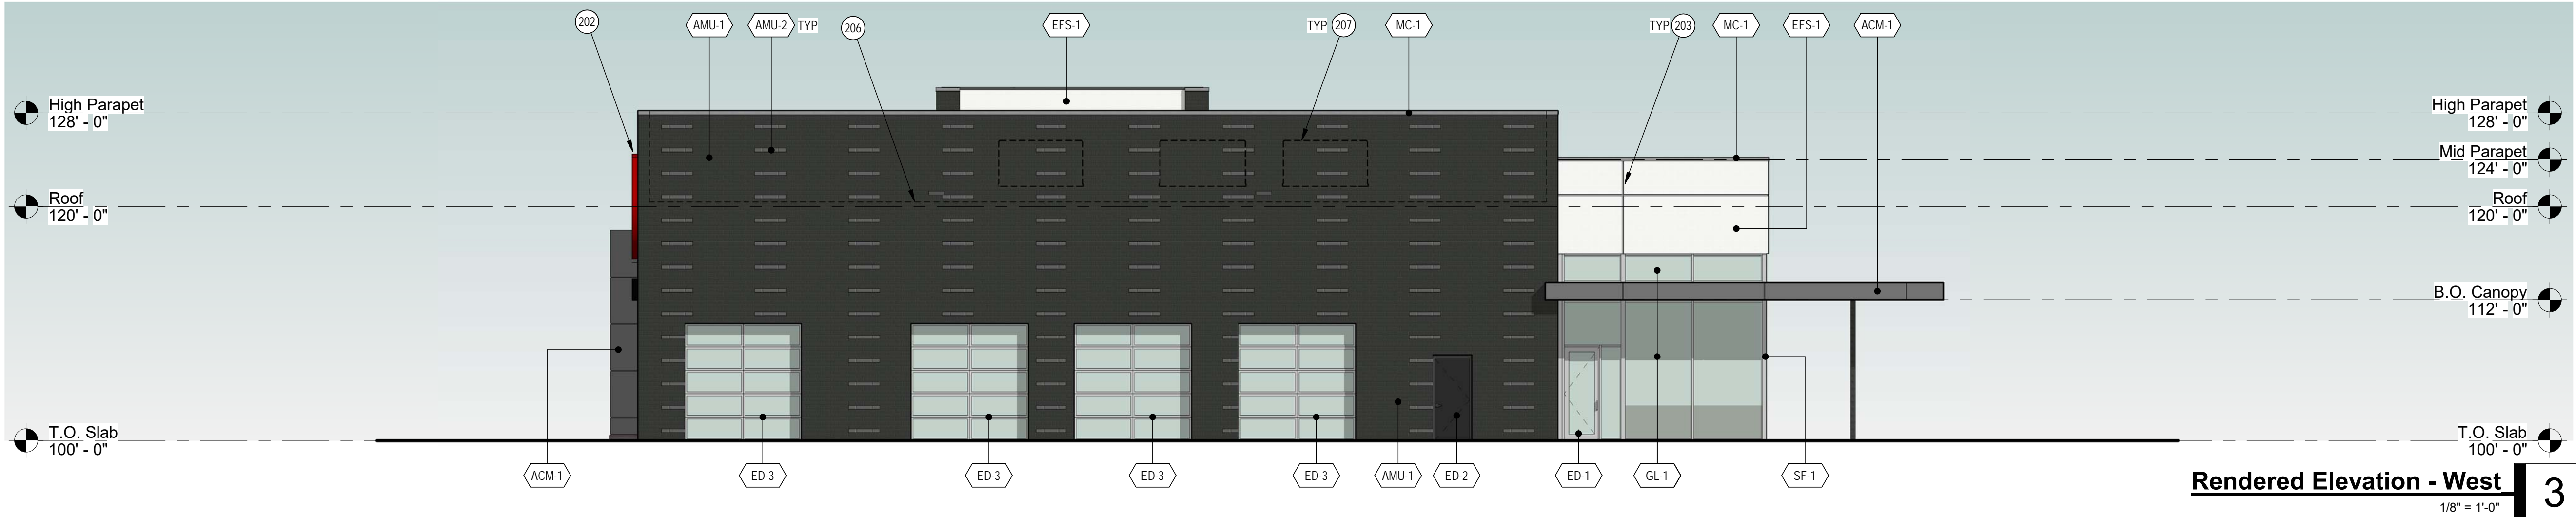 202
AMU-1
AMU-2 TYP
206
EFS-1
TYP 207
MC-1
TYP 203
MC-1
EFS-1
ACM-1
High Parapet
128' - 0"
Roof
120' - 0"
T.O. Slab
100' - 0"
High Parapet
128' - 0"
Mid Parapet
124' - 0"
Roof
120' - 0"
B.O. Canopy
112' - 0"
T.O. Slab
100' - 0"
ACM-1
ED-3
ED-3
ED-3
ED-3
AMU-1
ED-2
ED-1
GL-1
SF-1
Rendered Elevation - West
1/8" = 1'-0"
3